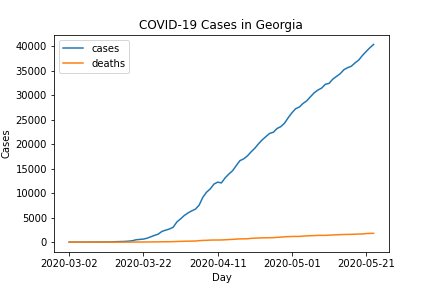 COVID-19 Cases in Georgia
cases
deaths
40000
35000
30000
25000
20000
15000
10000
5000
0
Cases
2020-03-02 2020-03-22 2020-04-11 2020-05-01 2020-05-21
Day